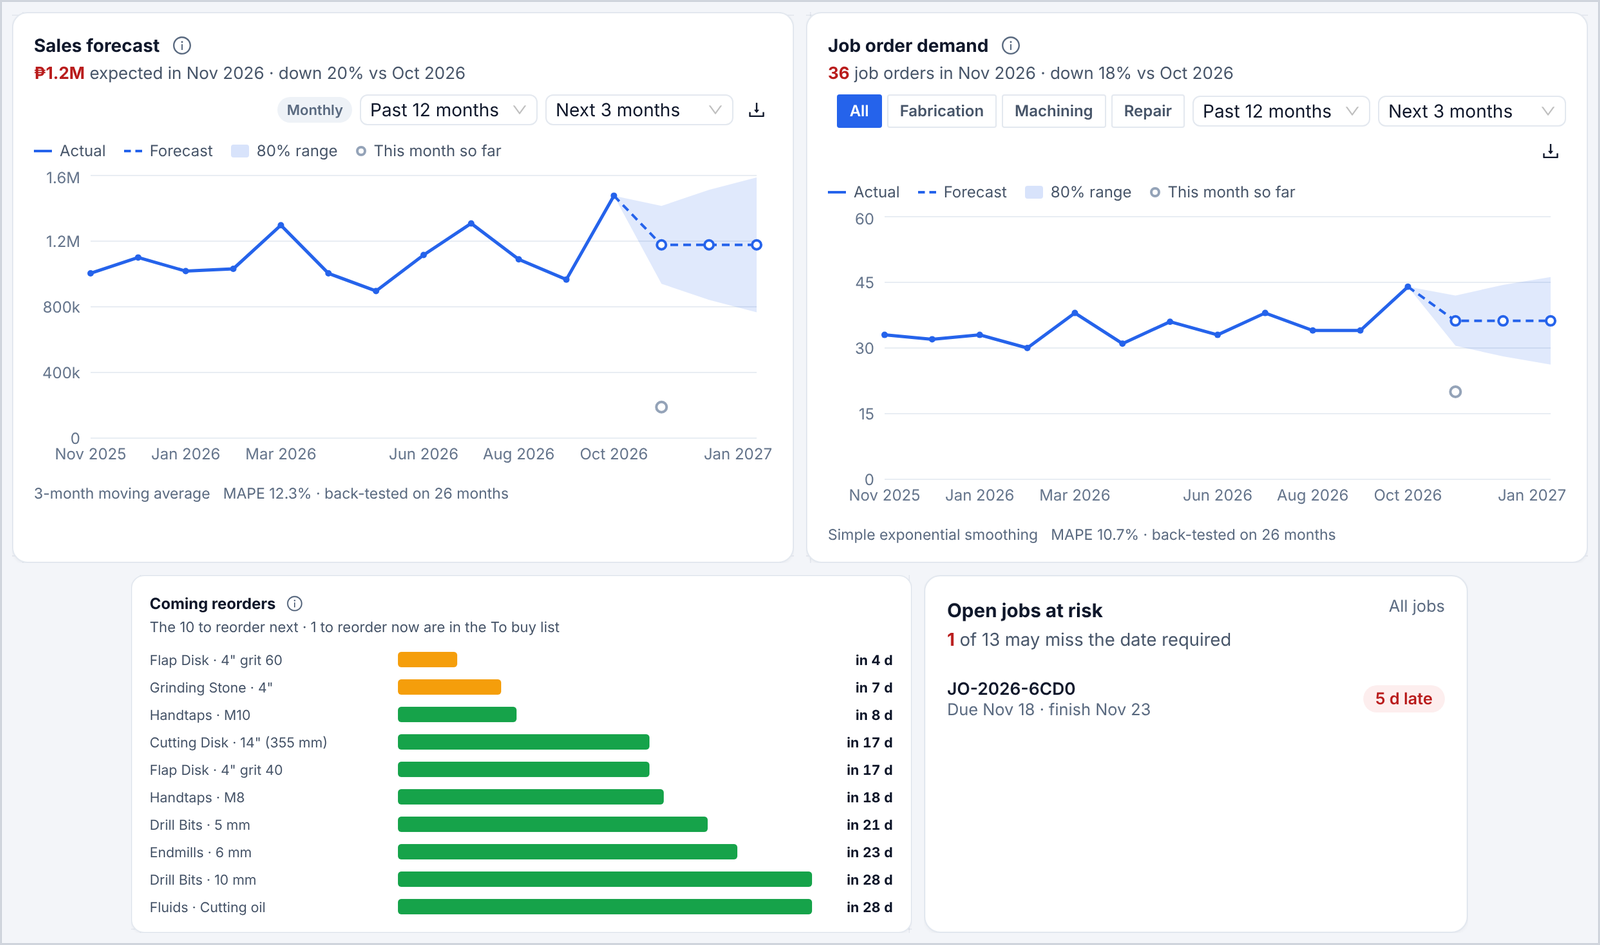 Sales forecast
₱1.2M expected in Nov 2026 · down 20% vs Oct 2026
Monthly Past 12 months Next 3 months
Actual Forecast 80% range This month so far
1.6M
1.2M
800k
400k
0
Nov 2025 Jan 2026 Mar 2026 Jun 2026 Aug 2026 Oct 2026 Jan 2027
3-month moving average MAPE 12.3% · back-tested on 26 months
Job order demand
36 job orders in Nov 2026 · down 18% vs Oct 2026
All Fabrication Machining Repair Past 12 months Next 3 months
Actual Forecast 80% range This month so far
60
45
30
15
0
Nov 2025 Jan 2026 Mar 2026 Jun 2026 Aug 2026 Oct 2026 Jan 2027
Simple exponential smoothing MAPE 10.7% · back-tested on 26 months
Coming reorders
The 10 to reorder next · 1 to reorder now are in the To buy list
Flap Disk · 4" grit 60 in 4 d
Grinding Stone · 4" in 7 d
Handtaps · M10 in 8 d
Cutting Disk · 14" (355 mm) in 17 d
Flap Disk · 4" grit 40 in 17 d
Handtaps · M8 in 18 d
Drill Bits · 5 mm in 21 d
Endmills · 6 mm in 23 d
Drill Bits · 10 mm in 28 d
Fluids · Cutting oil in 28 d
Open jobs at risk All jobs
1 of 13 may miss the date required
JO-2026-6CD0
Due Nov 18 · finish Nov 23
5 d late